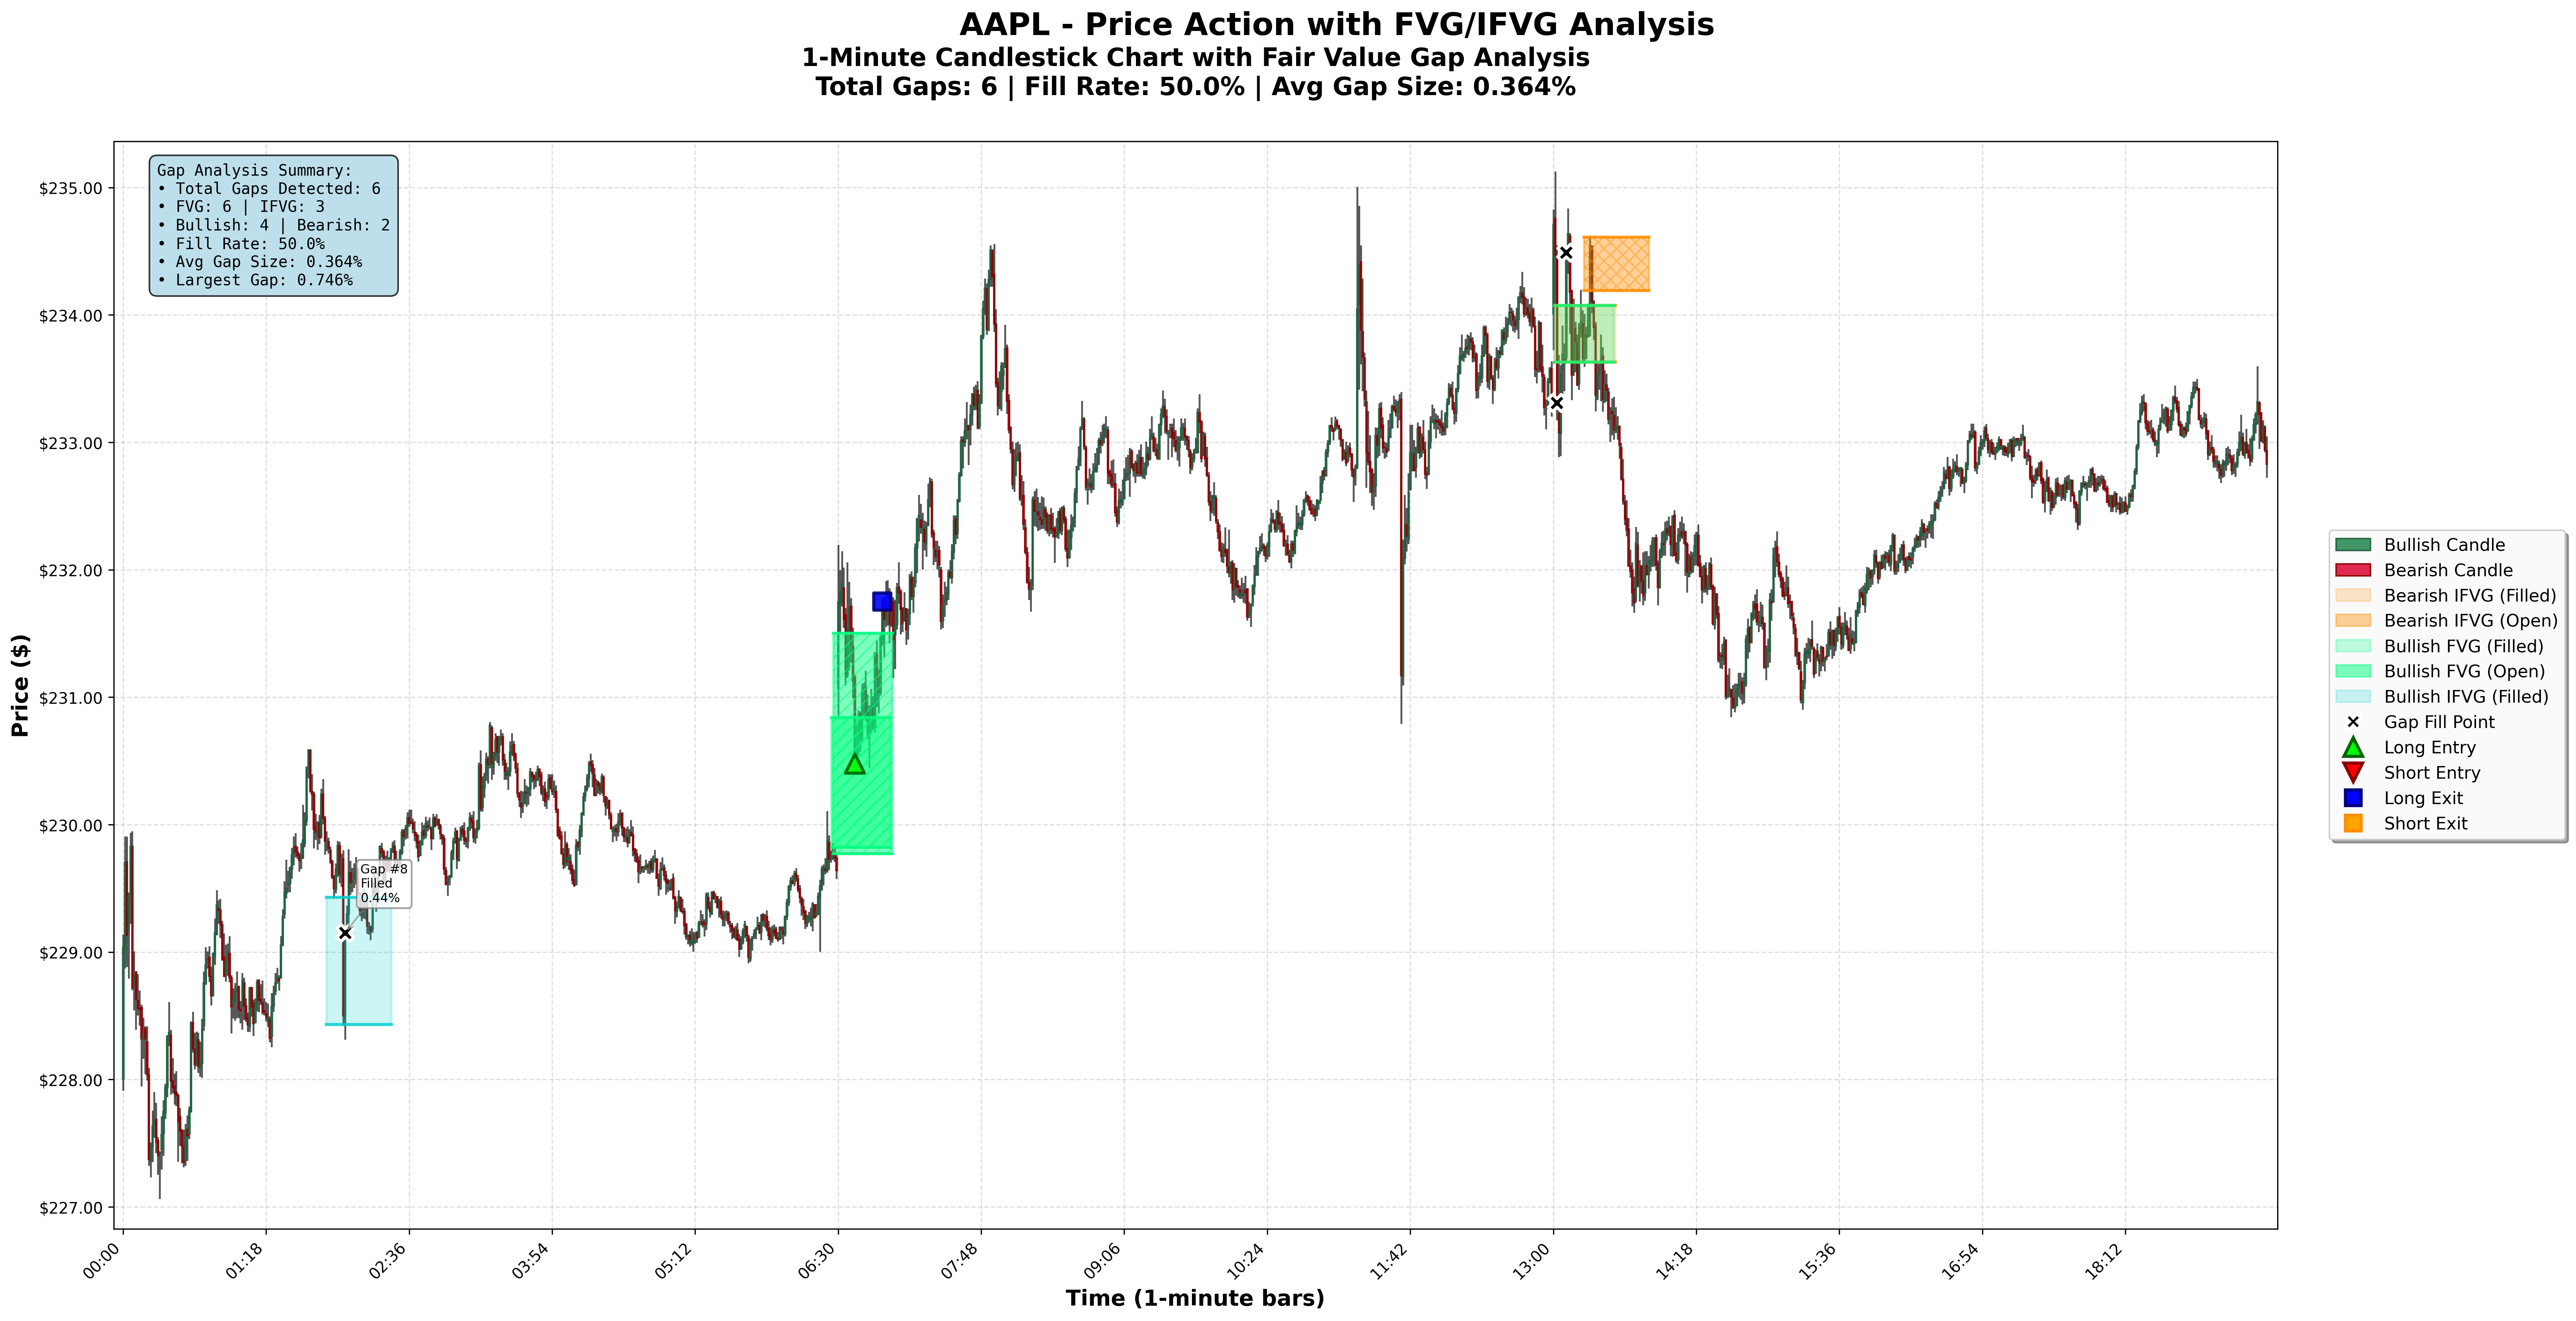 AAPL - Price Action with FVG/IFVG Analysis
1-Minute Candlestick Chart with Fair Value Gap Analysis
Total Gaps: 6 | Fill Rate: 50.0% | Avg Gap Size: 0.364%
Gap Analysis Summary:
• Total Gaps Detected: 6
• FVG: 6 | IFVG: 3
• Bullish: 4 | Bearish: 2
• Fill Rate: 50.0%
• Avg Gap Size: 0.364%
• Largest Gap: 0.746%
Price ($)
$235.00
$234.00
$233.00
$232.00
$231.00
$230.00
$229.00
$228.00
$227.00
Gap #8
Filled
0.44%
Bullish Candle
Bearish Candle
Bearish IFVG (Filled)
Bearish IFVG (Open)
Bullish FVG (Filled)
Bullish FVG (Open)
Bullish IFVG (Filled)
Gap Fill Point
Long Entry
Short Entry
Long Exit
Short Exit
00:00
01:18
02:36
03:54
05:12
06:30
07:48
09:06
10:24
11:42
13:00
14:18
15:36
16:54
18:12
Time (1-minute bars)